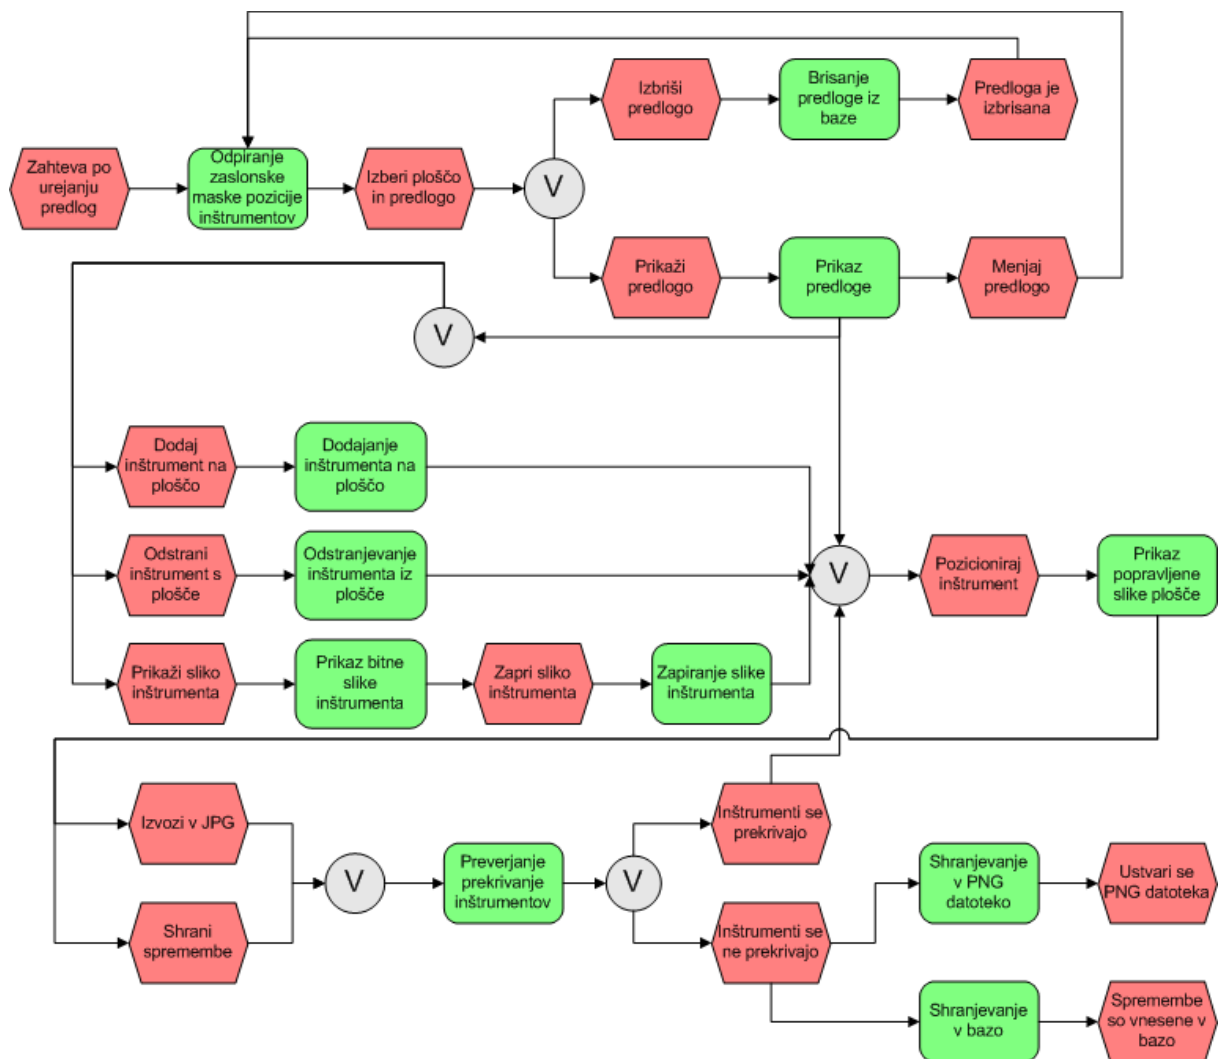 Izbriši
predlogo
Brisanje
predloge iz
baze
Predloga je
izbrisana
Zahteva po
urejanju
predlog
Odpiranje
zaslonske
maske pozicije
inštrumentov
Izberi ploščo
in predlogo
V
Prikaži
predlogo
Prikaz
predloge
Menjaj
predlogo
V
Dodaj
inštrument na
ploščo
Dodajanje
inštrumenta na
ploščo
Odstrani
inštrument s
plošče
Odstranjevanje
inštrumenta iz
plošče
V
Pozicioniraj
inštrument
Prikaz
popravljene
slike plošče
Prikaži sliko
inštrumenta
Prikaz bitne
slike
inštrumenta
Zapri sliko
inštrumenta
Zapiranje slike
inštrumenta
Izvozi v JPG
Inštrumenti se
prekrivajo
V
Preverjanje
prekrivanje
inštrumentov
V
Shranjevanje
v PNG
datoteko
Ustvari se
PNG datoteka
Shrani
spremembe
Inštrumenti se
ne prekrivajo
Shranjevanje
v bazo
Spremembe
so vnesene v
bazo